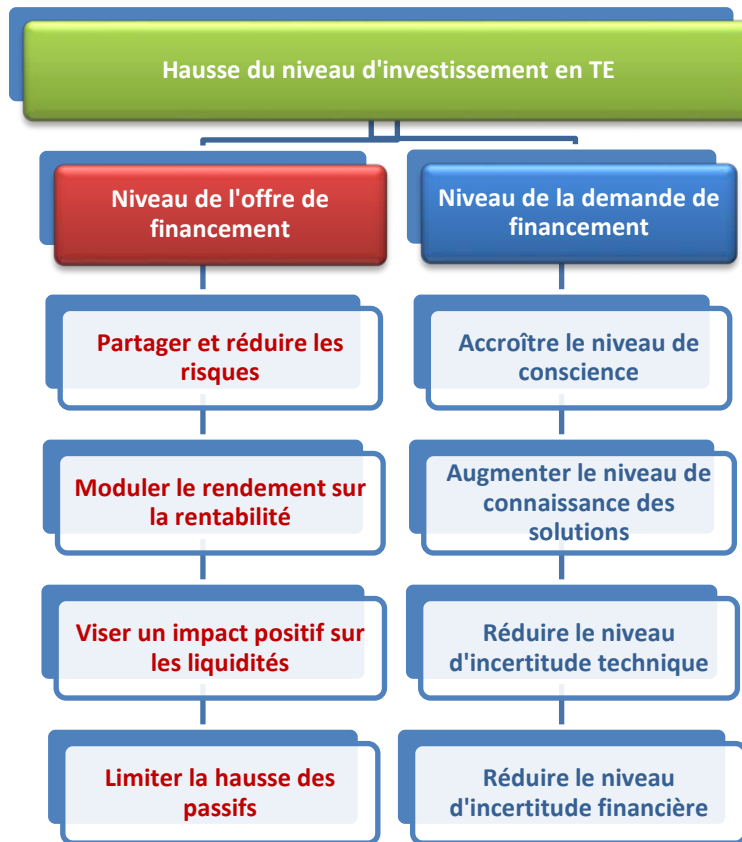 Hausse du niveau d'investissement en TE
Niveau de l'offre de
financement
Niveau de la demande de
financement
Partager et réduire les
risques
Accroître le niveau de
conscience
Moduler le rendement sur
la rentabilité
Augmenter le niveau de
connaissance des
solutions
Viser un impact positif sur
les liquidités
Réduire le niveau
d'incertitude technique
Limiter la hausse des
passifs
Réduire le niveau
d'incertitude financière